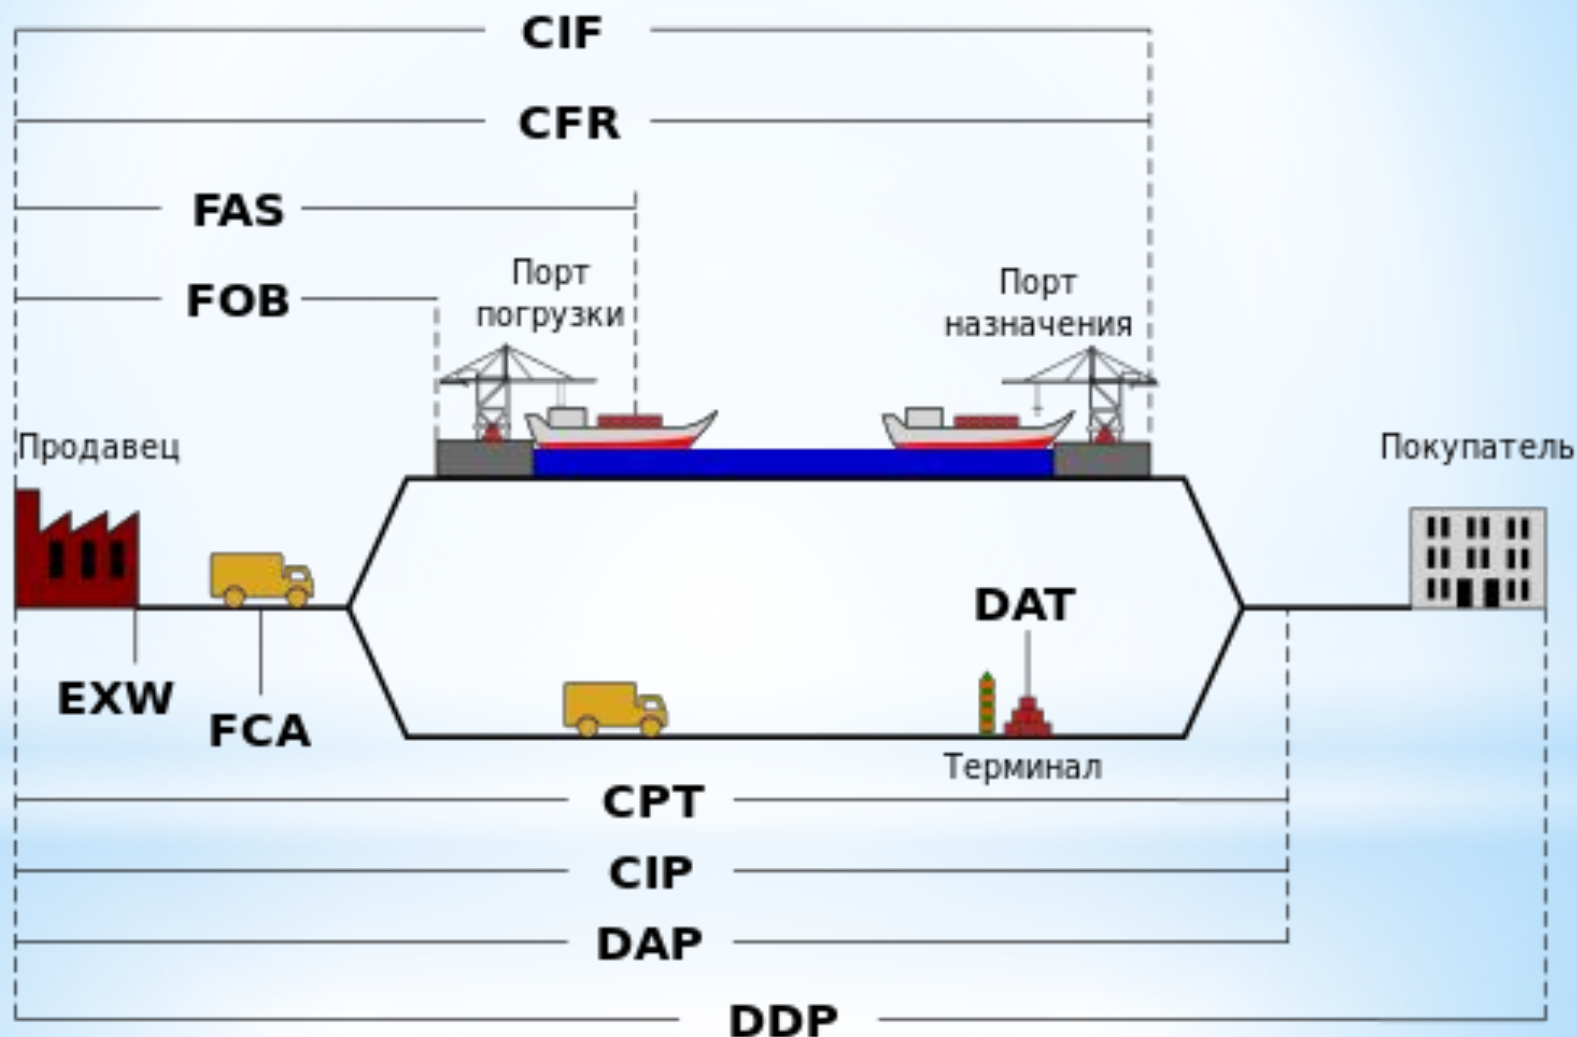 CIF
CFR
FAS
FOB
Порт
погрузки
Порт
назначения
Продавец
Покупатель
DAT
EXW
FCA
Терминал
CPT
CIP
DAP
DDP